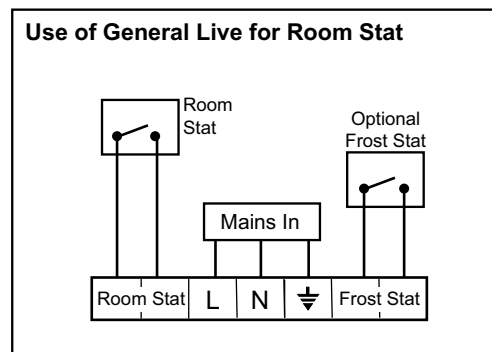 Use of General Live for Room Stat
Room
Stat
Optional
Frost Stat
Mains In
Room Stat L N Frost Stat